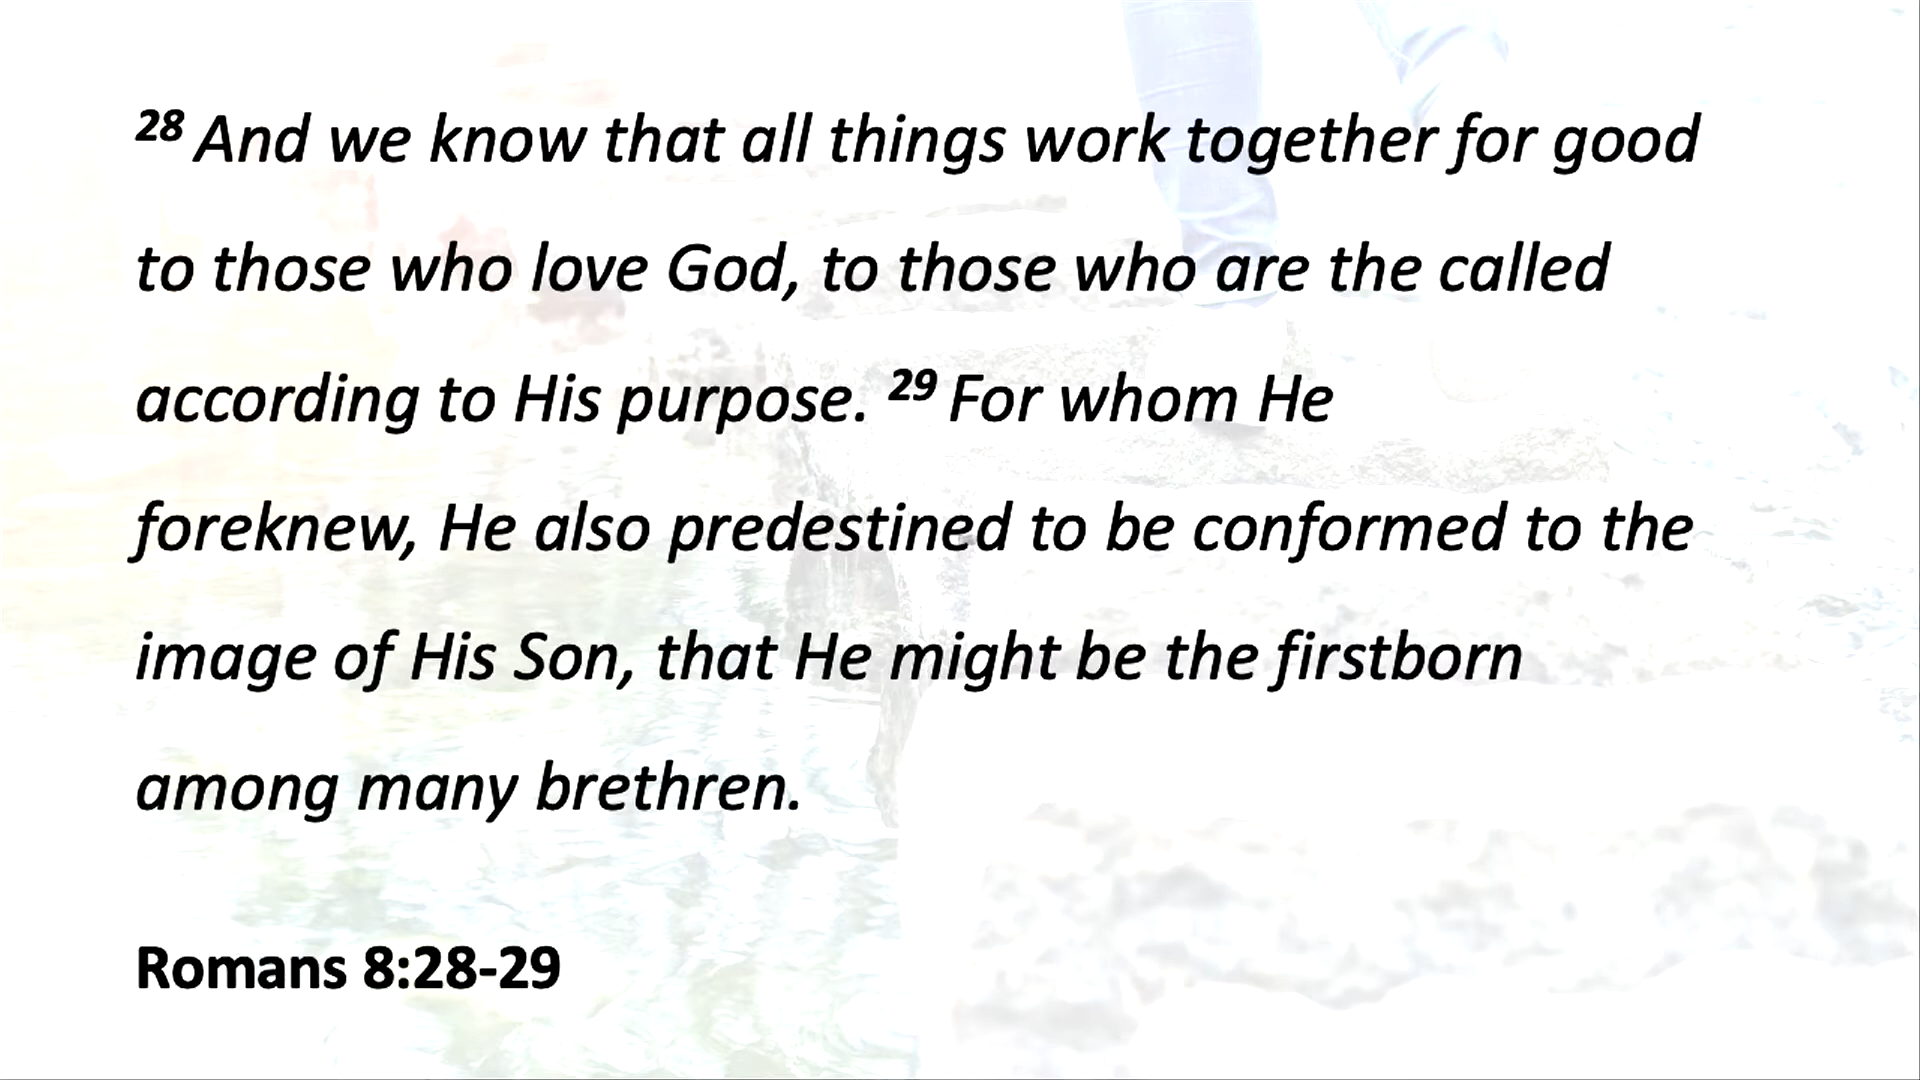 28 And we know that all things work together for good
to those who love God, to those who are the called
according to His purpose. 29 For whom He
foreknew, He also predestined to be conformed to the
image of His Son, that He might be the firstborn
among many brethren.
Romans 8:28-29